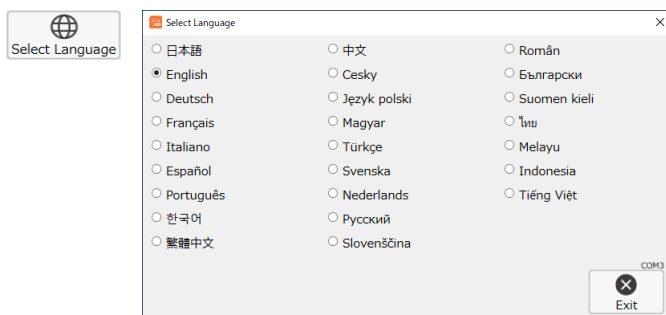 Select Language
Select Language
日本語
English
Deutsch
Français
Italiano
Español
Português
한국어
繁體中文
中文
Cesky
Język polski
Magyar
Türkçe
Svenska
Nederlands
Русский
Slovenščina
Român
Български
Suomen kieli
ไทย
Melayu
Indonesia
Tiếng Việt
COM3
Exit